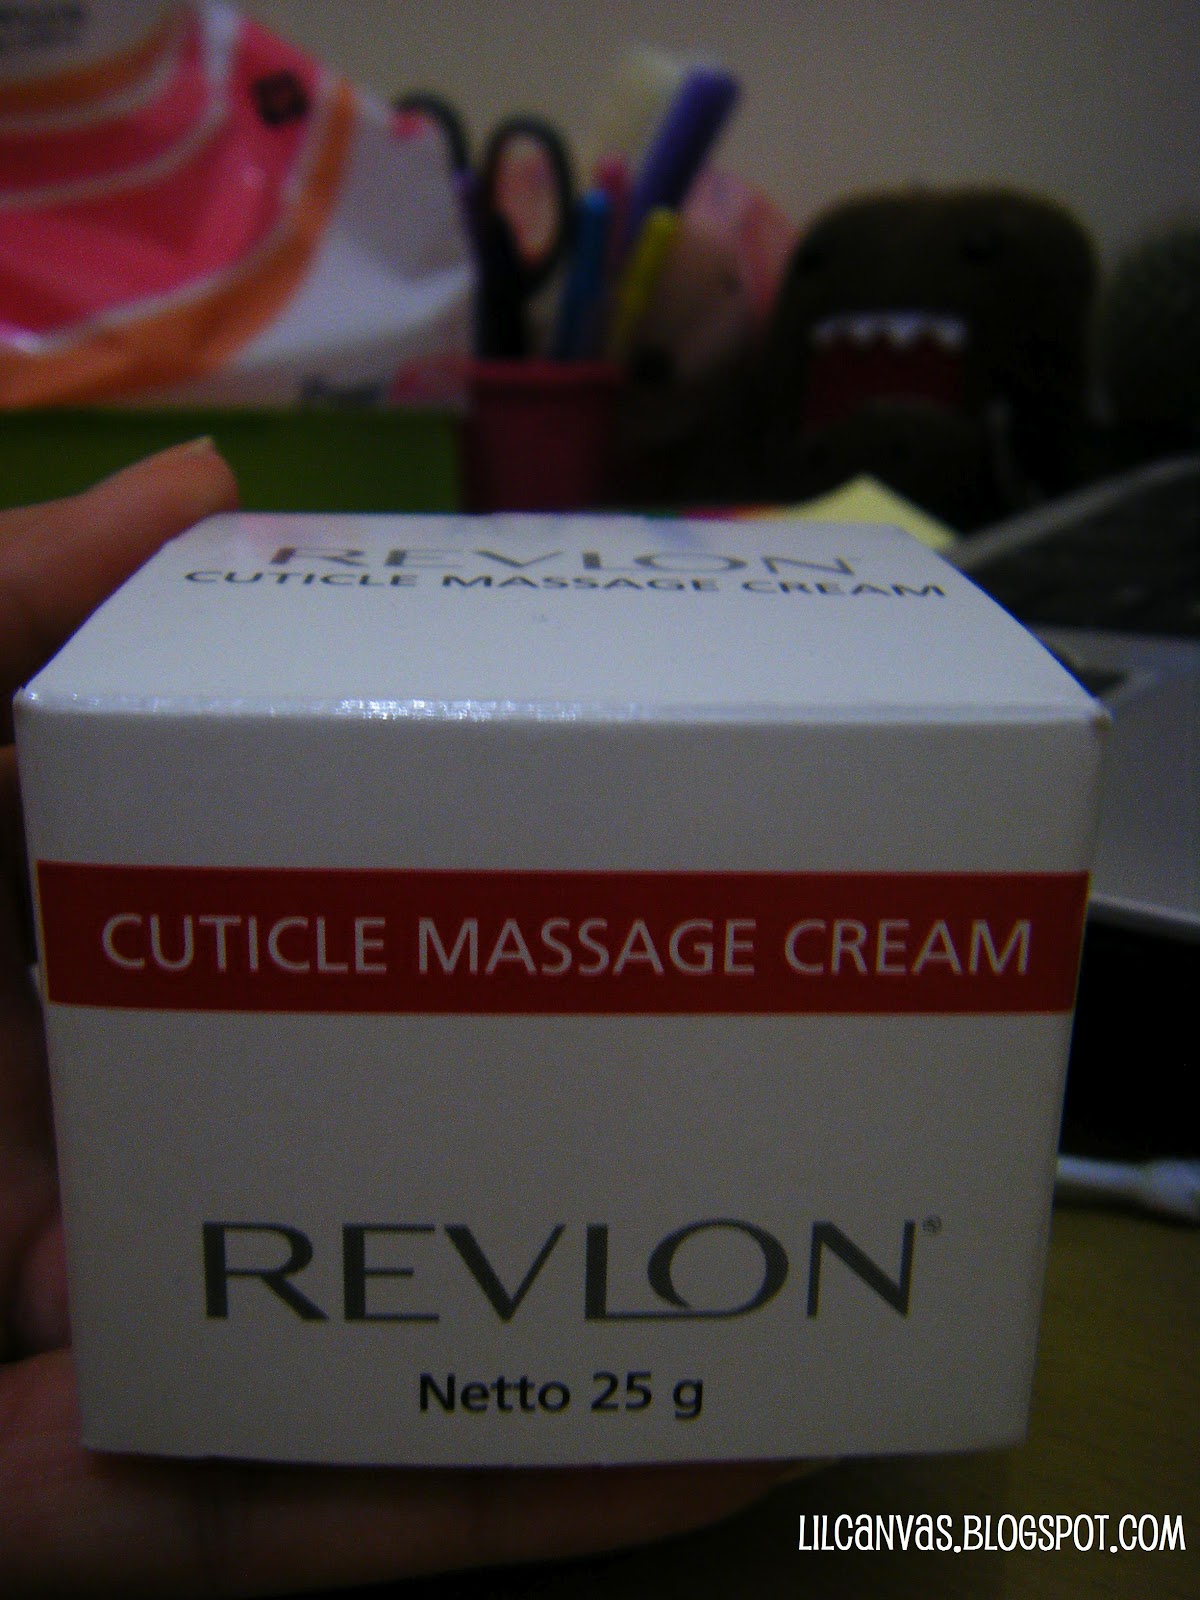 REVLON
CUTICLE MASSAGE CREAM
CUTICLE MASSAGE CREAM
REVLON®
Netto 25 g
LILCANVAS.BLOGSPOT.COM